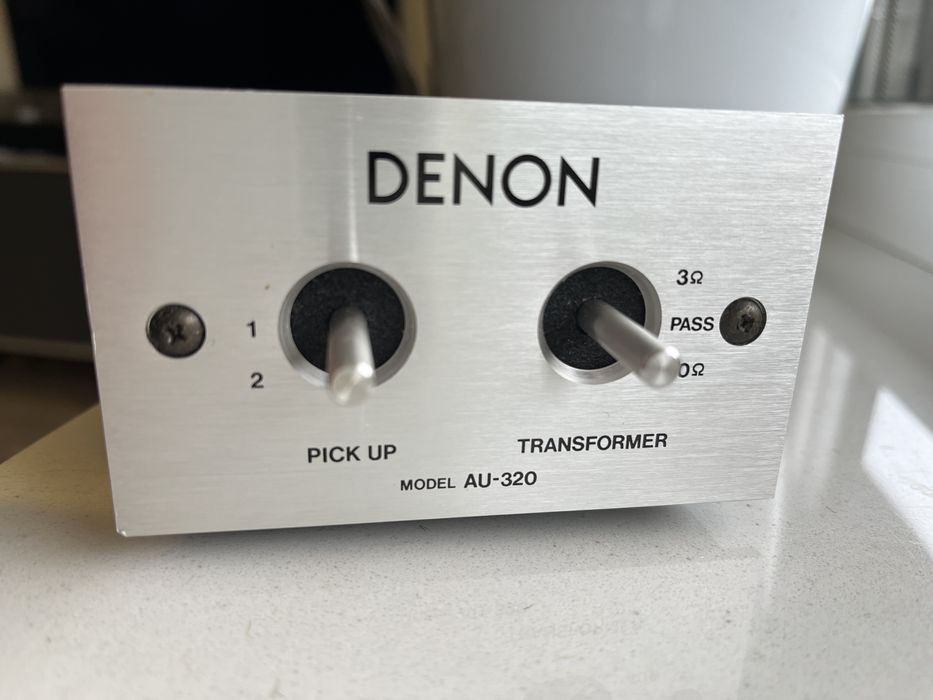 DENON
3Ω
1
PASS
2
0Ω
PICK UP
TRANSFORMER
MODEL AU-320